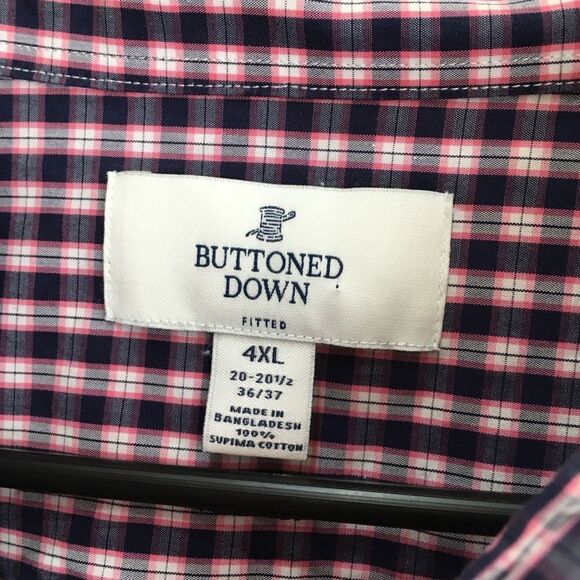 BUTTONED
DOWN
FITTED
4XL
20-20½
36/37
MADE IN
BANGLADESH
100%
SUPIMA COTTON